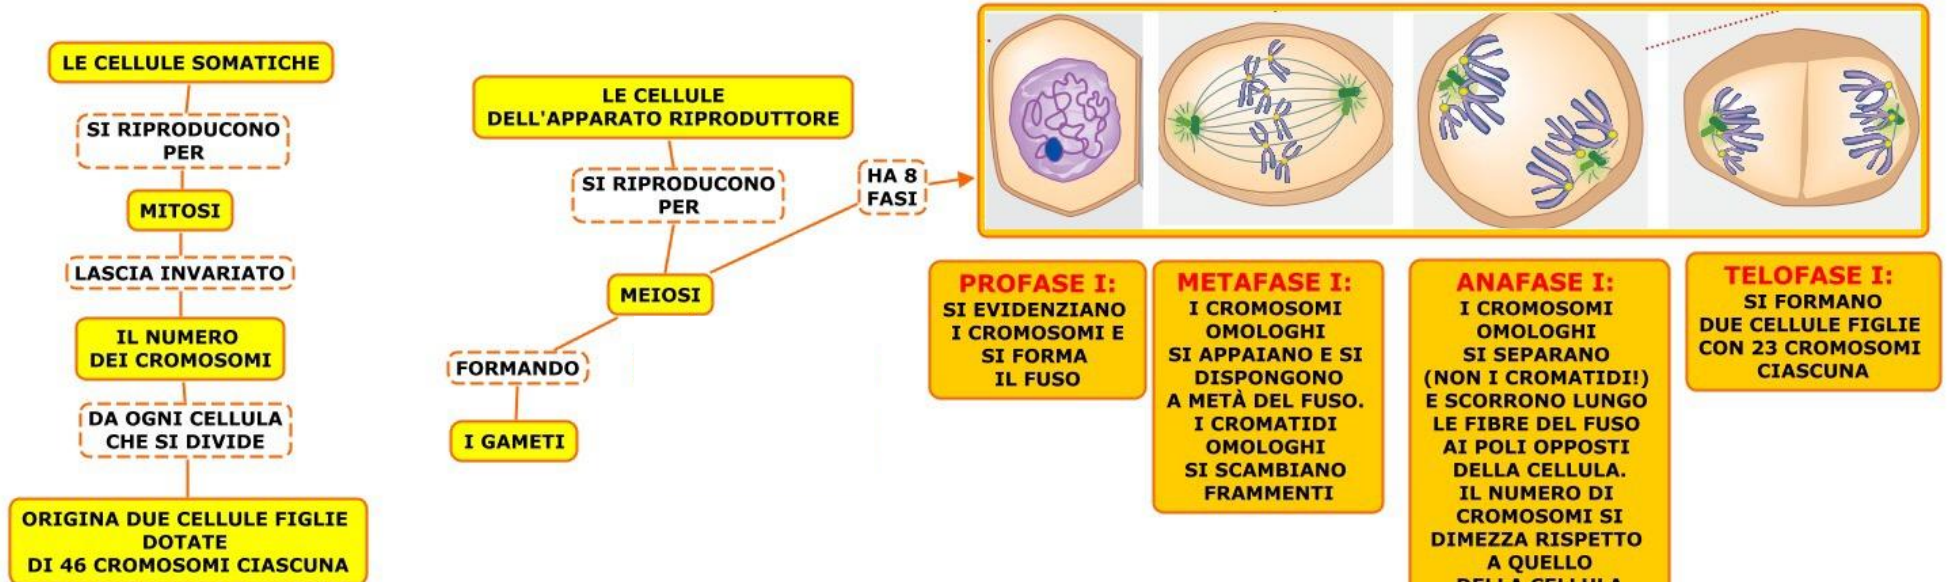 LE CELLULE SOMATICHE
SI RIPRODUCONO
PER
MITOSI
LASCIA INVARIATO
IL NUMERO
DEI CROMOSOMI
DA OGNI CELLULA
CHE SI DIVIDE
ORIGINA DUE CELLULE FIGLIE
DOTATE
DI 46 CROMOSOMI CIASCUNA
LE CELLULE
DELL'APPARATO RIPRODUTTORE
SI RIPRODUCONO
PER
MEIOSI
FORMANDO
I GAMETI
HA 8
FASI
PROFASE I:
SI EVIDENZIANO
I CROMOSOMI E
SI FORMA
IL FUSO
METAFASE I:
I CROMOSOMI
OMOLOGHI
SI APPAIANO E SI
DISPONGONO
A METÀ DEL FUSO.
I CROMATIDI
OMOLOGHI
SI SCAMBIANO
FRAMMENTI
ANAFASE I:
I CROMOSOMI
OMOLOGHI
SI SEPARANO
(NON I CROMATIDI!)
E SCORRONO LUNGO
LE FIBRE DEL FUSO
AI POLI OPPOSTI
DELLA CELLULA.
IL NUMERO DI
CROMOSOMI SI
DIMEZZA RISPETTO
A QUELLO
DELLA CELLULA
TELOFASE I:
SI FORMANO
DUE CELLULE FIGLIE
CON 23 CROMOSOMI
CIASCUNA